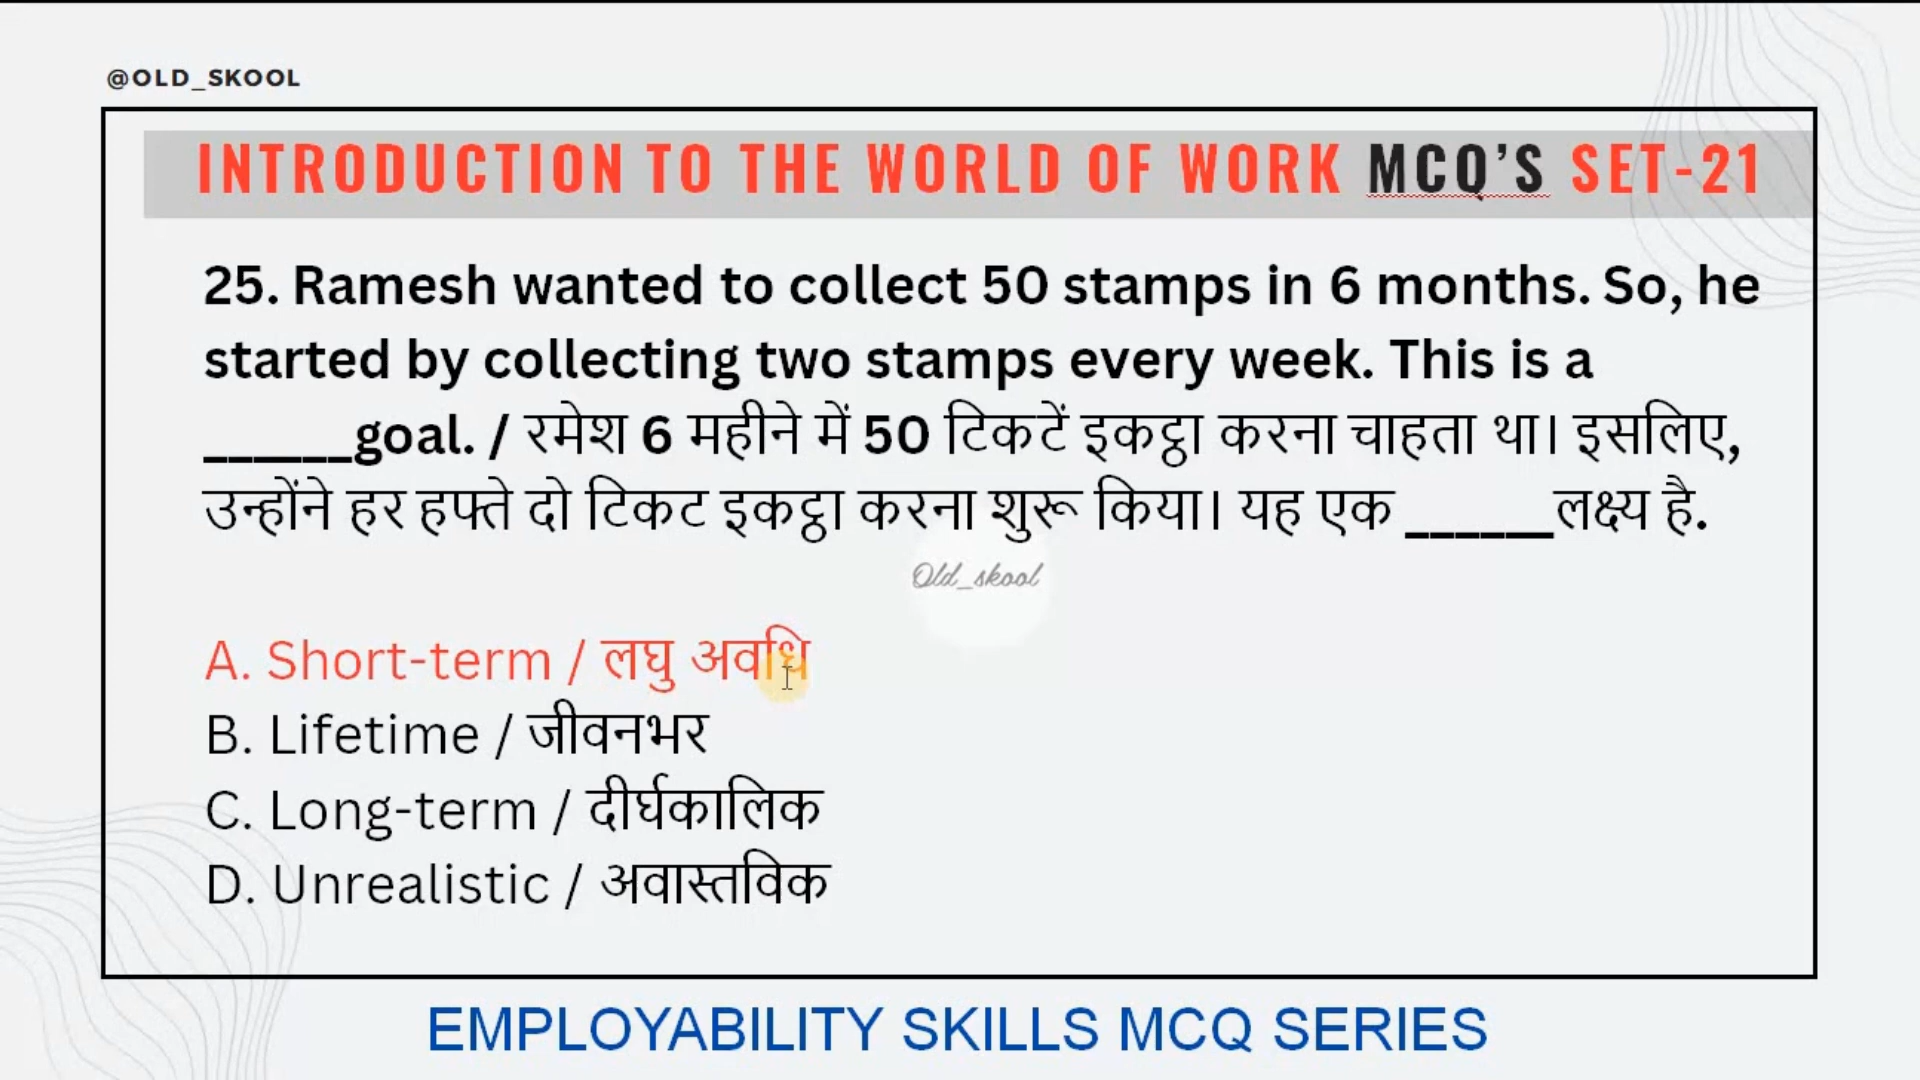 @OLD_SKOOL
INTRODUCTION TO THE WORLD OF WORK MCQ'S SET-21
25. Ramesh wanted to collect 50 stamps in 6 months. So, he
started by collecting two stamps every week. This is a
______goal. / रमेश 6 महीने में 50 टिकटें इकट्ठा करना चाहता था। इसलिए,
उन्होंने हर हफ्ते दो टिकट इकट्ठा करना शुरू किया। यह एक ______लक्ष्य है.
Old_skool
A. Short-term / लघु अवधि
B. Lifetime / जीवनभर
C. Long-term / दीर्घकालिक
D. Unrealistic / अवास्तविक
EMPLOYABILITY SKILLS MCQ SERIES